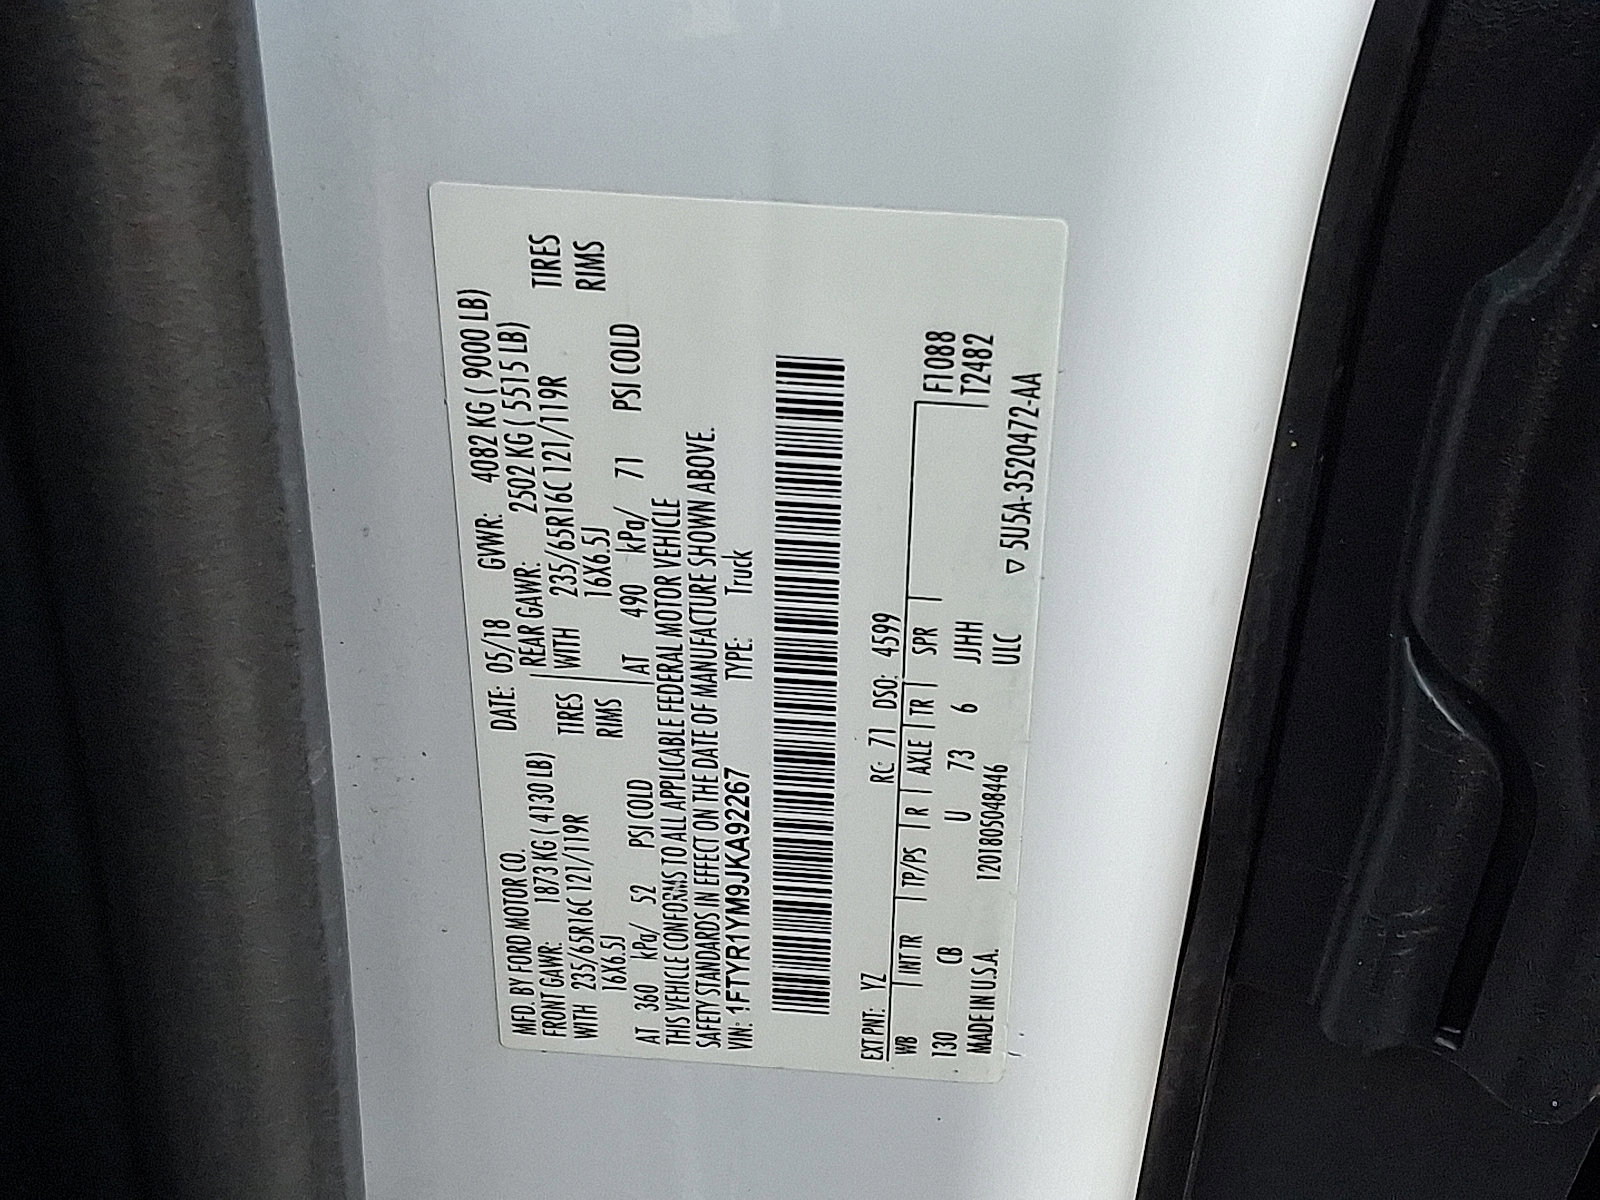 MFD. BY FORD MOTOR CO. DATE: 05/18 GVWR: 4082 KG ( 9000 LB)
FRONT GAWR: 1873 KG ( 4130 LB) REAR GAWR: 2502 KG ( 5515 LB)
WITH 235/65R16C 121/119R TIRES WITH 235/65R16C 121/119R TIRES
16X6.5J RIMS 16X6.5J RIMS
AT 360 kPa/ 52 PSI COLD AT 490 kPa/ 71 PSI COLD
THIS VEHICLE CONFORMS TO ALL APPLICABLE FEDERAL MOTOR VEHICLE
SAFETY STANDARDS IN EFFECT ON THE DATE OF MANUFACTURE SHOWN ABOVE.
VIN: 1FTYR1YM9JKA92267 TYPE: Truck
EXT PNT: YZ RC: 71 DSO: 4599
WB INT TR TP/PS R AXLE TR SPR F1088
130 CB U 73 6 JJHH T2482
MADE IN U.S.A. 12018050484​46 ULC ▽ 5U5A-3520472-AA